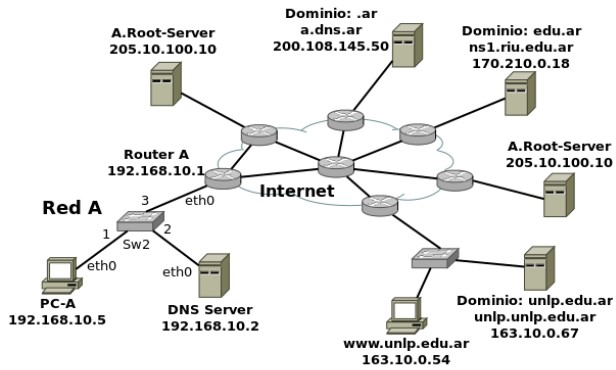 Dominio: .ar
a.dns.ar
200.108.145.50
A.Root-Server
205.10.100.10
Dominio: edu.ar
ns1.riu.edu.ar
170.210.0.18
Router A
192.168.10.1
eth0
Internet
A.Root-Server
205.10.100.10
Red A
3
1
2
Sw2
eth0
eth0
PC-A
192.168.10.5
DNS Server
192.168.10.2
www.unlp.edu.ar
163.10.0.54
Dominio: unlp.edu.ar
unlp.unlp.edu.ar
163.10.0.67